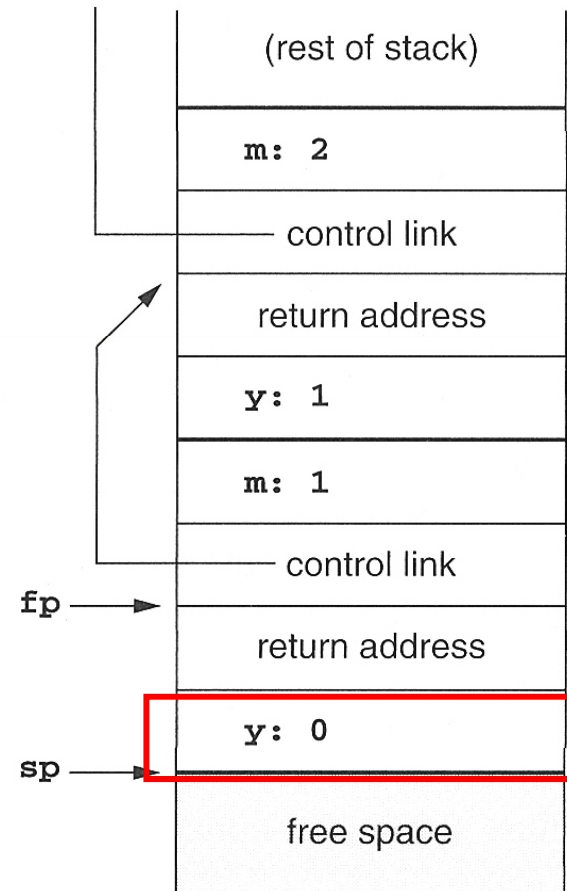 (rest of stack)
m: 2
control link
return address
y: 1
m: 1
control link
fp
return address
y: 0
sp
free space